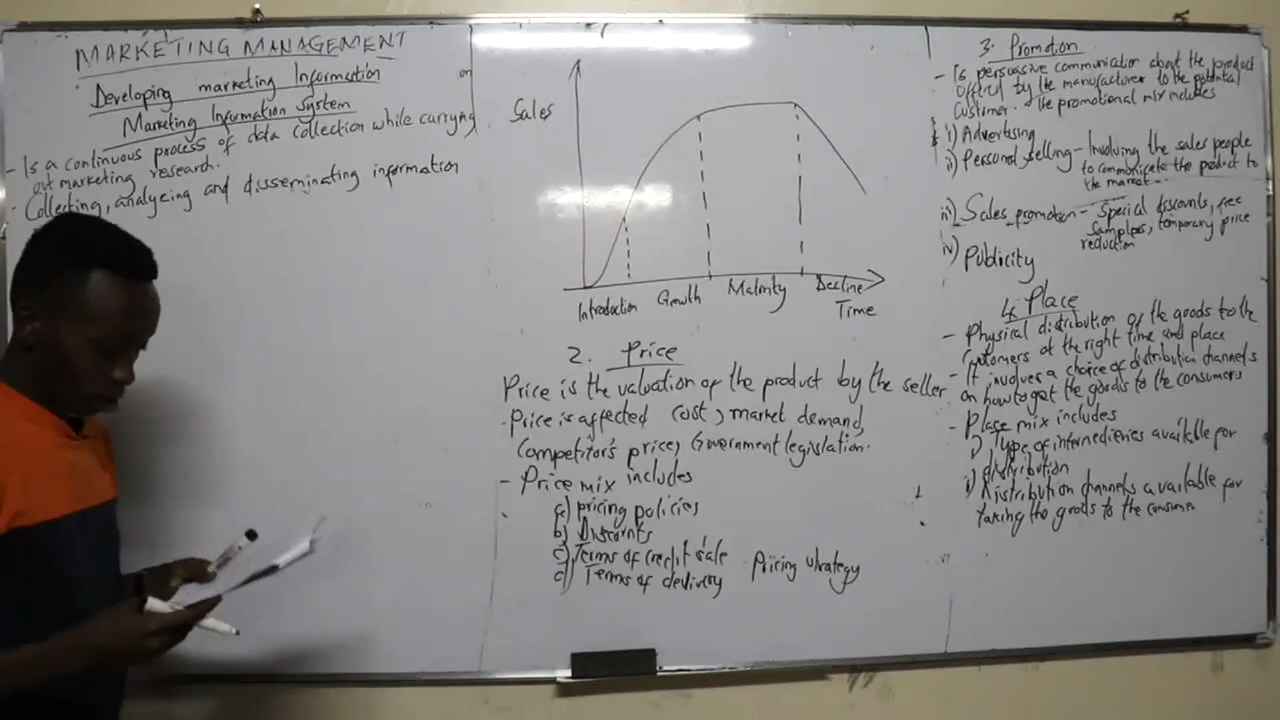 MARKETING MANAGEMENT
Developing marketing Information
Marketing Information System
- Is a continuous process of data collection while carrying on
out marketing research.
- Collecting, analyzing and disseminating information
Sales
Introduction Growth Maturity Decline
Time
2. Price
Price is the valuation of the product by the seller
- Price is affected cost, market demand,
Competitor's price, Government legislation.
- Price mix includes
a) pricing policies
b) Discounts
c) Terms of credit sale
d) Terms of delivery Pricing strategy
3. Promotion
- Is persuasive communication about the product
offered by the manufacturer to the potential
Customer. The promotional mix includes
i) Advertising
ii) Personal selling - Involving the sales people
to communicate the product to
the market -
iii) Sales promotion - Special discounts, free
samples, temporary price
reduction
iv) Publicity
4. Place
- Physical distribution of the goods to the
Customers at the right time and place
- It involves a choice of distribution channels
on how to get the goods to the consumers
- Place mix includes
i) Type of intermedieries available for
distribution
ii) Distribution channels available for
taking the goods to the consumer